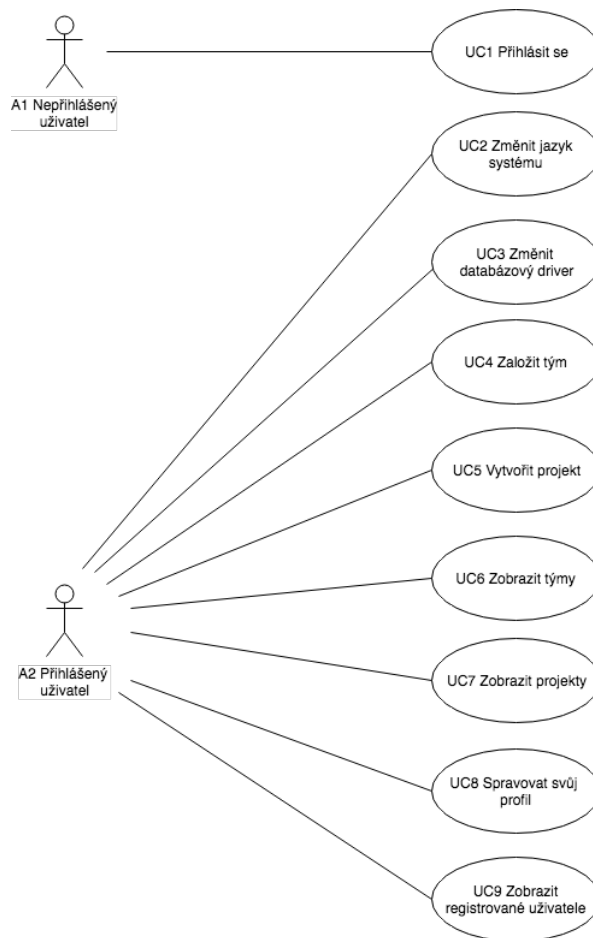 UC1 Přihlásit se
A1 Nepřihlášený
uživatel
UC2 Změnit jazyk
systému
UC3 Změnit
databázový driver
UC4 Založit tým
UC5 Vytvořit projekt
UC6 Zobrazit týmy
A2 Přihlášený
uživatel
UC7 Zobrazit projekty
UC8 Spravovat svůj
profil
UC9 Zobrazit
registrované uživatele